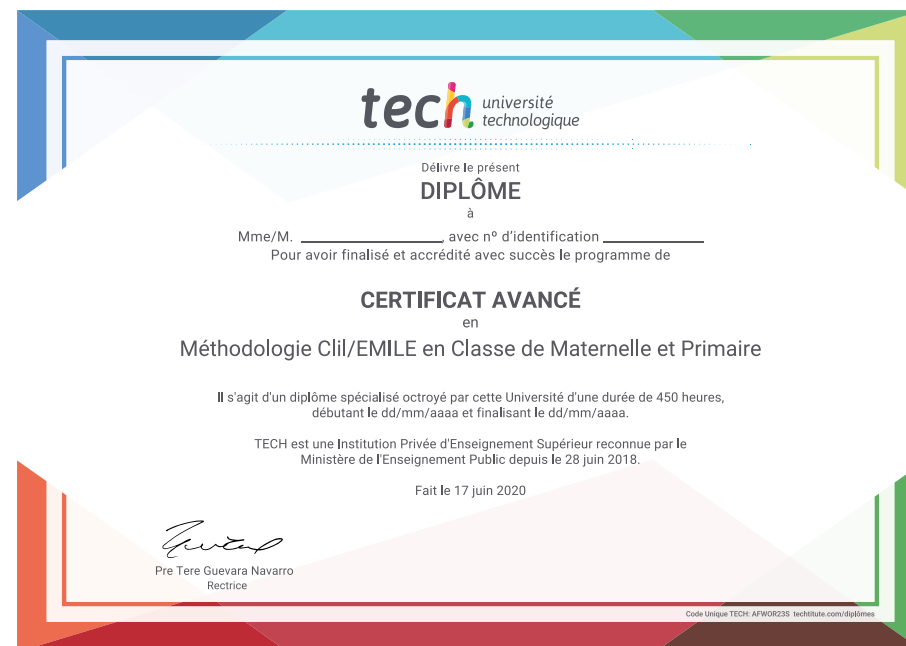 tech université
technologique
Délivre le présent
DIPLÔME
à
Mme/M. ____________________, avec nº d'identification ______________
Pour avoir finalisé et accrédité avec succès le programme de
CERTIFICAT AVANCÉ
en
Méthodologie Clil/EMILE en Classe de Maternelle et Primaire
Il s'agit d'un diplôme spécialisé octroyé par cette Université d'une durée de 450 heures,
débutant le dd/mm/aaaa et finalisant le dd/mm/aaaa.
TECH est une Institution Privée d'Enseignement Supérieur reconnue par le
Ministère de l'Enseignement Public depuis le 28 juin 2018.
Fait le 17 juin 2020
Pre Tere Guevara Navarro
Rectrice
Code Unique TECH: AFWOR23S techtitute.com/diplômes